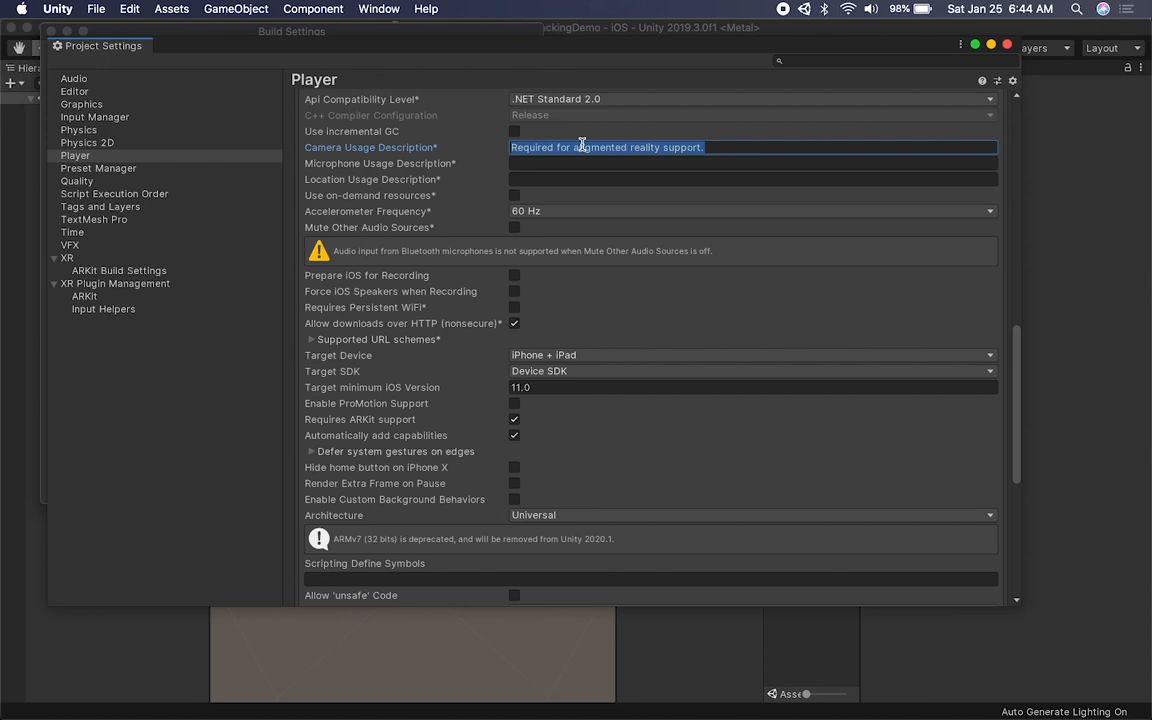 Unity File Edit Assets GameObject Component Window Help 98% Sat Jan 25 6:44 AM
Build Settings
ckingDemo - iOS - Unity 2019.3.0f1 <Metal>
Project Settings
ayers Layout
Hiera
Audio
Editor
Graphics
Input Manager
Physics
Physics 2D
Player
Preset Manager
Quality
Script Execution Order
Tags and Layers
TextMesh Pro
Time
VFX
XR
ARKit Build Settings
XR Plugin Management
ARKit
Input Helpers
Player
Api Compatibility Level* .NET Standard 2.0
C++ Compiler Configuration Release
Use incremental GC
Camera Usage Description* Required for augmented reality support.
Microphone Usage Description*
Location Usage Description*
Use on-demand resources*
Accelerometer Frequency* 60 Hz
Mute Other Audio Sources*
Audio input from Bluetooth microphones is not supported when Mute Other Audio Sources is off.
Prepare iOS for Recording
Force iOS Speakers when Recording
Requires Persistent WiFi*
Allow downloads over HTTP (nonsecure)*
Supported URL schemes*
Target Device iPhone + iPad
Target SDK Device SDK
Target minimum iOS Version 11.0
Enable ProMotion Support
Requires ARKit support
Automatically add capabilities
Defer system gestures on edges
Hide home button on iPhone X
Render Extra Frame on Pause
Enable Custom Background Behaviors
Architecture Universal
ARMv7 (32 bits) is deprecated, and will be removed from Unity 2020.1.
Scripting Define Symbols
Allow 'unsafe' Code
Asse
Auto Generate Lighting On